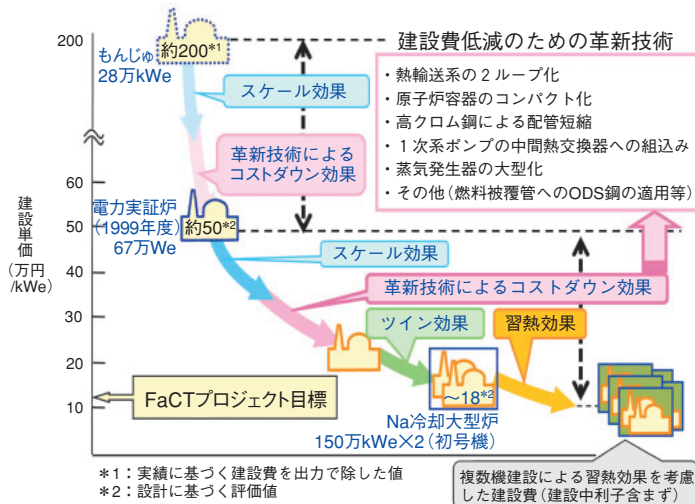 建設費低減のための革新技術
・熱輸送系の２ループ化
・原子炉容器のコンパクト化
・高クロム鋼による配管短縮
・１次系ポンプの中間熱交換器への組込み
・蒸気発生器の大型化
・その他(燃料被覆管へのODS鋼の適用等)
200
60
50
40
30
20
10
建設単価
(万円
/kWe)
もんじゅ
28万kWe
約200*1
スケール効果
革新技術による
コストダウン効果
電力実証炉
(1999年度)
67万We
約50*2
スケール効果
革新技術によるコストダウン効果
ツイン効果
習熱効果
～18*2
FaCTプロジェクト目標
Na冷却大型炉
150万kWe×2(初号機)
＊1：実績に基づく建設費を出力で除した値
＊2：設計に基づく評価値
複数機建設による習熱効果を考慮
した建設費(建設中利子含まず)